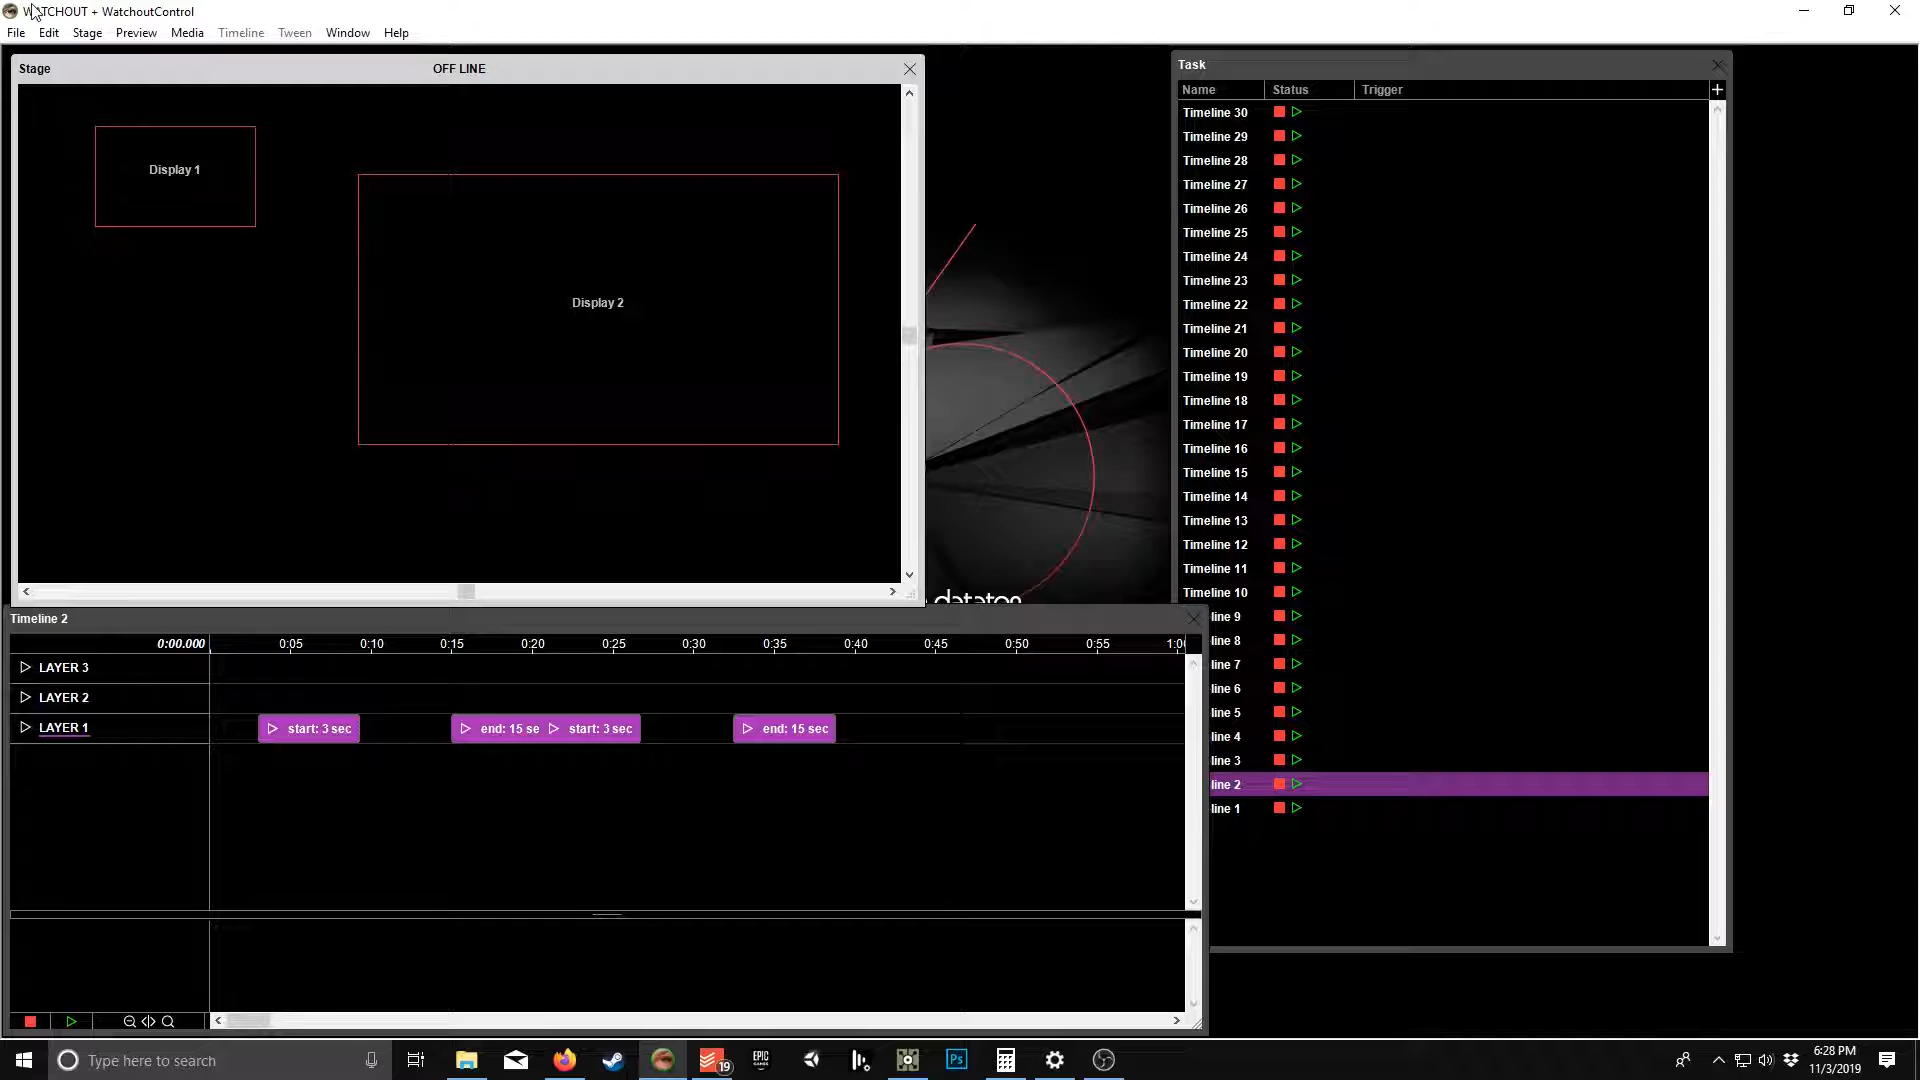 WATCHOUT + WatchoutControl
File Edit Stage Preview Media Timeline Tween Window Help
Stage OFF LINE
Display 1
Display 2
dataton
Task
Name Status Trigger +
Timeline 30
Timeline 29
Timeline 28
Timeline 27
Timeline 26
Timeline 25
Timeline 24
Timeline 23
Timeline 22
Timeline 21
Timeline 20
Timeline 19
Timeline 18
Timeline 17
Timeline 16
Timeline 15
Timeline 14
Timeline 13
Timeline 12
Timeline 11
Timeline 10
line 9
line 8
line 7
line 6
line 5
line 4
line 3
line 2
line 1
Timeline 2
0:00.000 0:05 0:10 0:15 0:20 0:25 0:30 0:35 0:40 0:45 0:50 0:55 1:0
LAYER 3
LAYER 2
LAYER 1 start: 3 sec end: 15 se start: 3 sec end: 15 sec
Type here to search
19
EPIC GAMES
Ps
6:28 PM
11/3/2019